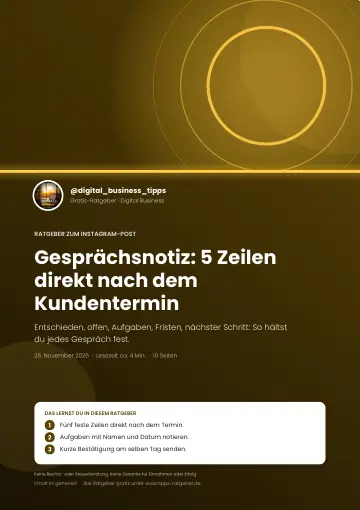 @digital_business_tipps
Gratis-Ratgeber · Digital Business
RATGEBER ZUM INSTAGRAM-POST
Gesprächsnotiz: 5 Zeilen
direkt nach dem
Kundentermin
Entschieden, offen, Aufgaben, Fristen, nächster Schritt: So hältst
du jedes Gespräch fest.
26. November 2026 · Lesezeit ca. 4 Min. · 10 Seiten
DAS LERNST DU IN DIESEM RATGEBER
1 Fünf feste Zeilen direkt nach dem Termin.
2 Aufgaben mit Namen und Datum notieren.
3 Kurze Bestätigung am selben Tag senden.
Keine Rechts- oder Steuerberatung. Keine Garantie für Einnahmen oder Erfolg.
Inhalt KI-generiert · Alle Ratgeber gratis unter www.tipps-ratgeber.de